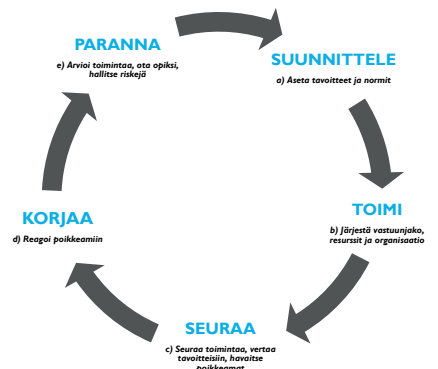 PARANNA
e) Arvioi toimintaa, ota opiksi,
hallitse riskejä
SUUNNITTELE
a) Aseta tavoitteet ja normit
TOIMI
b) Järjestä vastuunjako,
resurssit ja organisaatio
SEURAA
c) Seuraa toimintaa, vertaa
tavoitteisiin, havaitse
poikkeamat
KORJAA
d) Reagoi poikkeamiin